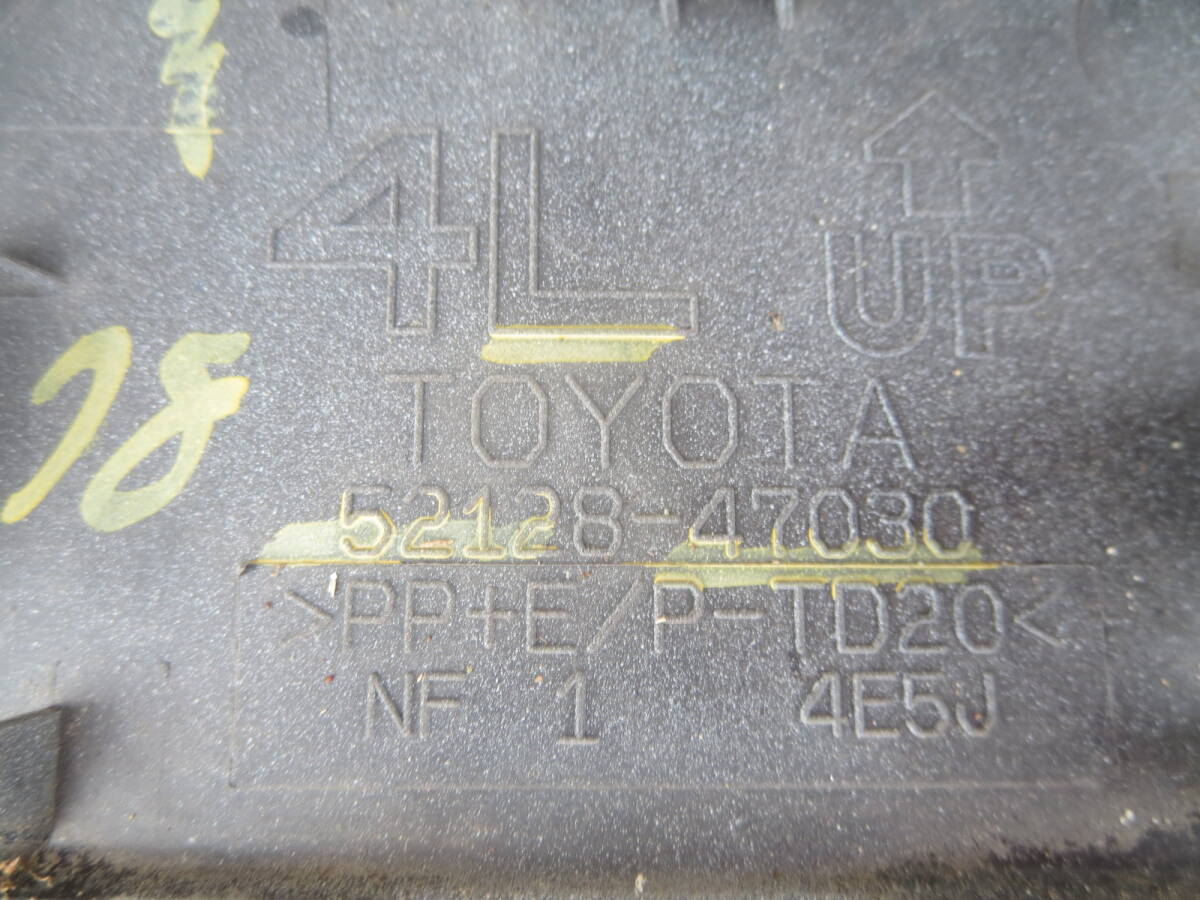 4L
UP
TOYOTA
52128-47030
>PP+E/P-TD20<
NF 1 4E5J